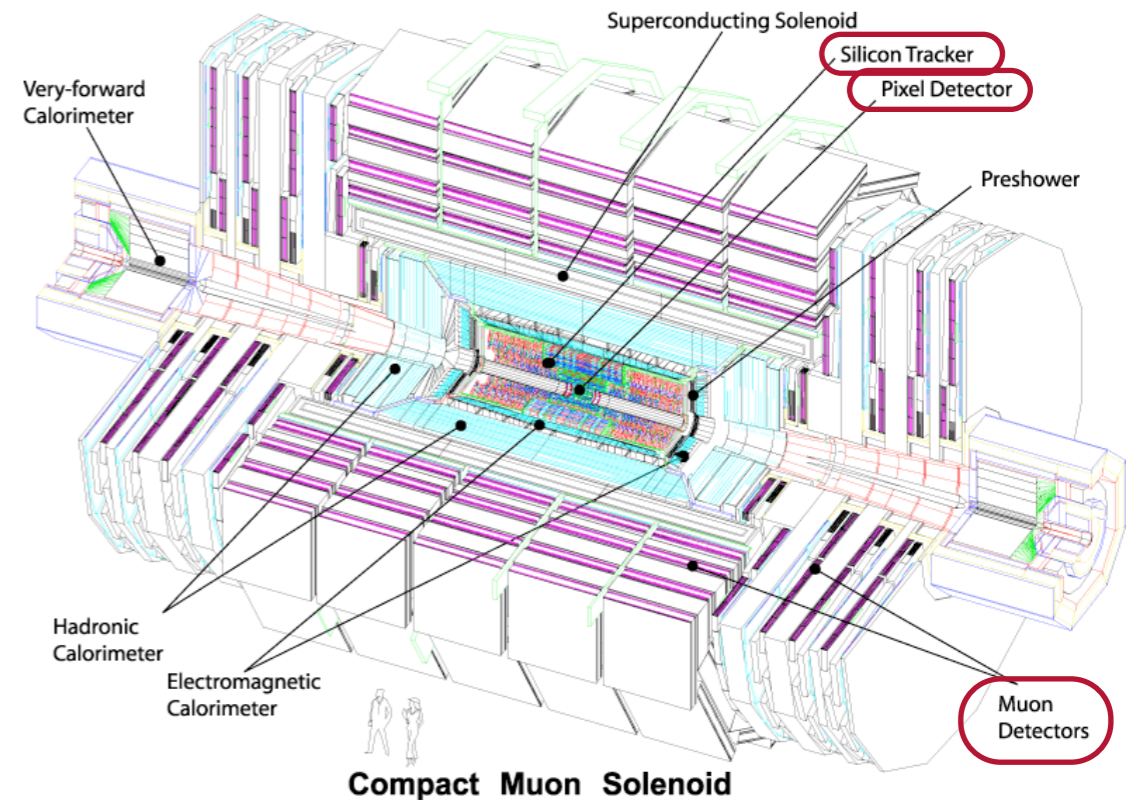 Superconducting Solenoid
Silicon Tracker
Pixel Detector
Very-forward
Calorimeter
Preshower
Hadronic
Calorimeter
Electromagnetic
Calorimeter
Muon
Detectors
Compact Muon Solenoid